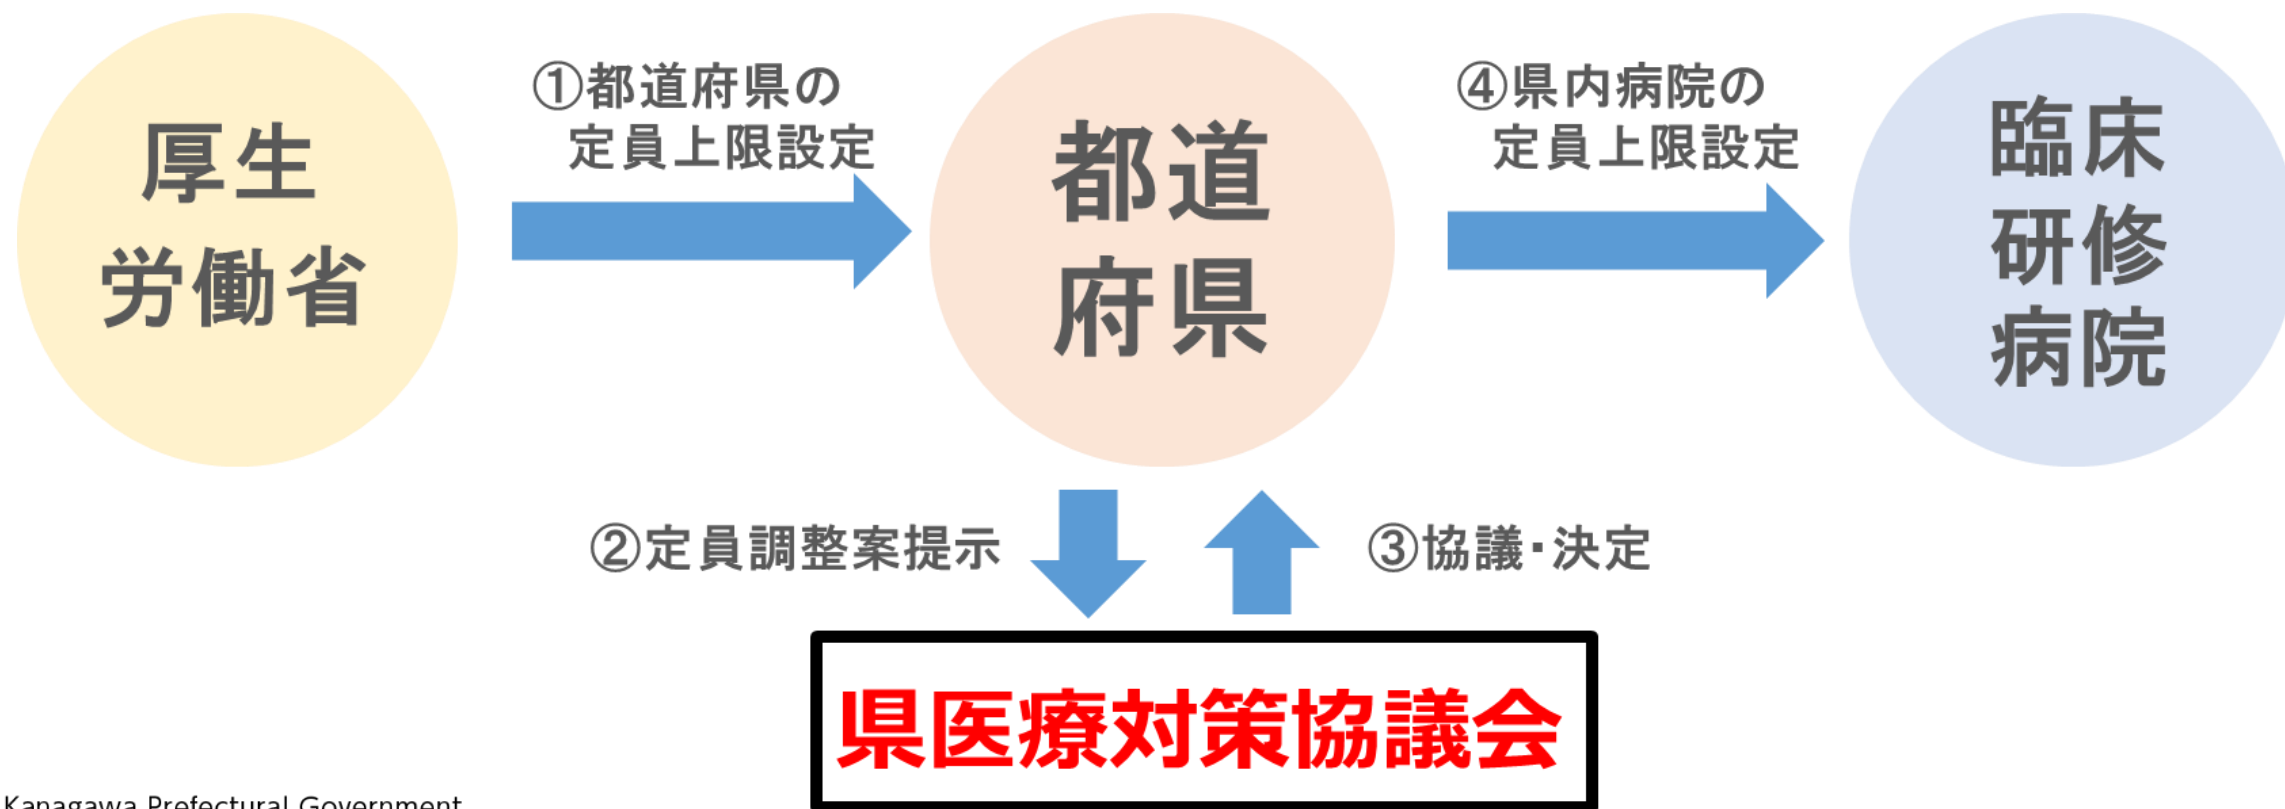 厚生
労働省
①都道府県の
定員上限設定
都道
府県
④県内病院の
定員上限設定
臨床
研修
病院
②定員調整案提示
③協議・決定
県医療対策協議会
Kanagawa Prefectural Government